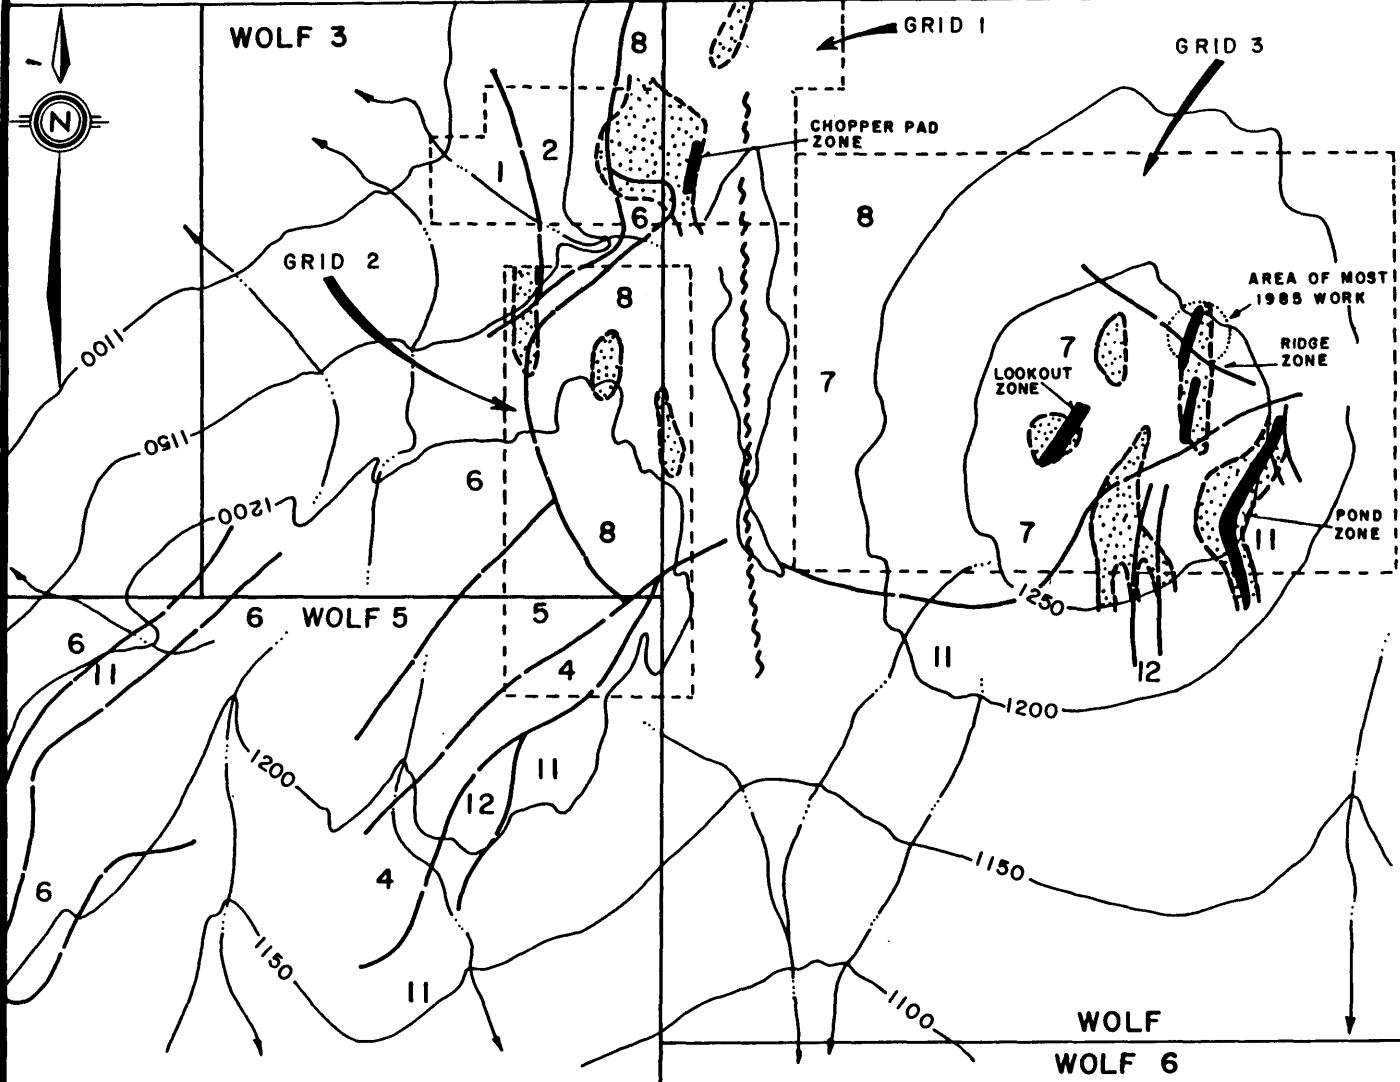 WOLF 3
8
GRID 1
GRID 3
N
CHOPPER PAD
ZONE
2
1
6
8
GRID 2
8
AREA OF MOST
1985 WORK
1100
7
RIDGE
ZONE
LOOKOUT
ZONE
7
1150
6
1200
8
7
POND
ZONE
11
1250
6
6
WOLF 5
5
11
4
11
12
1200
1200
11
12
1150
4
6
1150
11
1100
WOLF
WOLF 6